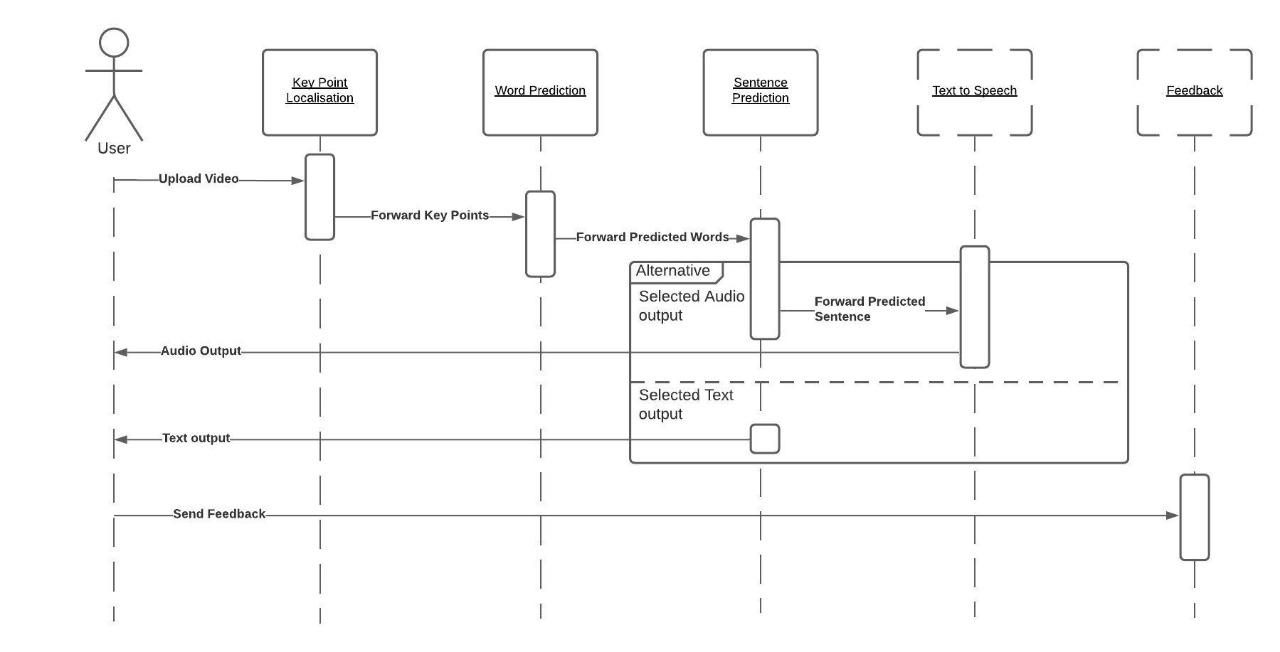 Key Point
Localisation
Word Prediction
Sentence
Prediction
Text to Speech
Feedback
User
Upload Video
Forward Key Points
Forward Predicted Words
Alternative
Selected Audio
output
Forward Predicted
Sentence
Audio Output
Selected Text
output
Text output
Send Feedback